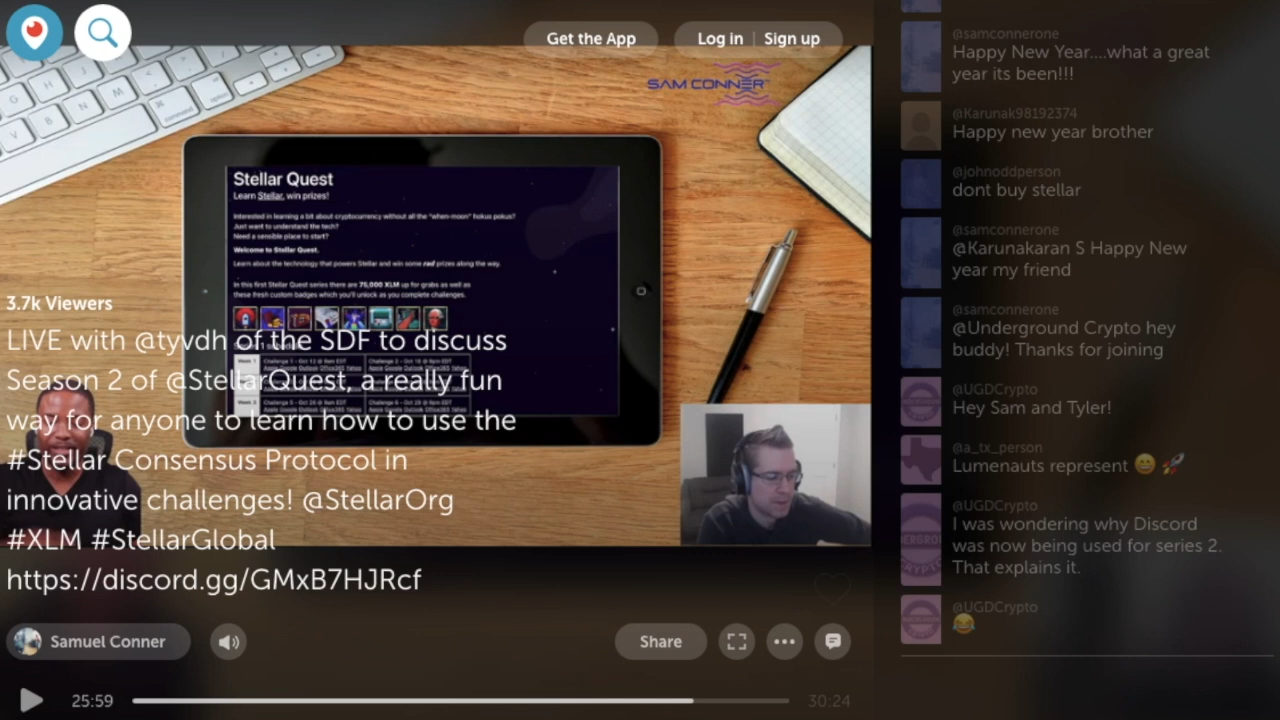 Get the App
Log in
Sign up
SAM CONNER
Stellar Quest
Learn Stellar, win prizes!
Interested in learning a bit about cryptocurrency without all the "when-moon" hokus pokus?
Just want to understand the tech?
Need a sensible place to start?
Welcome to Stellar Quest.
Learn about the technology that powers Stellar and win some rad prizes along the way.
In this first Stellar Quest series there are 75,000 XLM up for grabs as well as
these fresh custom badges which you'll unlock as you complete challenges.
3.7k Viewers
LIVE with @tyvdh of the SDF to discuss
Season 2 of @StellarQuest, a really fun
way for anyone to learn how to use the
#Stellar Consensus Protocol in
innovative challenges! @StellarOrg
#XLM #StellarGlobal
https://discord.gg/GMxB7HJRcf
Samuel Conner
Share
25:59
30:24
@samconnerone
Happy New Year....what a great
year its been!!!
@Karunak98192374
Happy new year brother
@johnoddperson
dont buy stellar
@samconnerone
@Karunakaran S Happy New
year my friend
@samconnerone
@Underground Crypto hey
buddy! Thanks for joining
@UGDCrypto
Hey Sam and Tyler!
@a_tx_person
Lumenauts represent 😄 🚀
@UGDCrypto
I was wondering why Discord
was now being used for series 2.
That explains it.
@UGDCrypto
😂